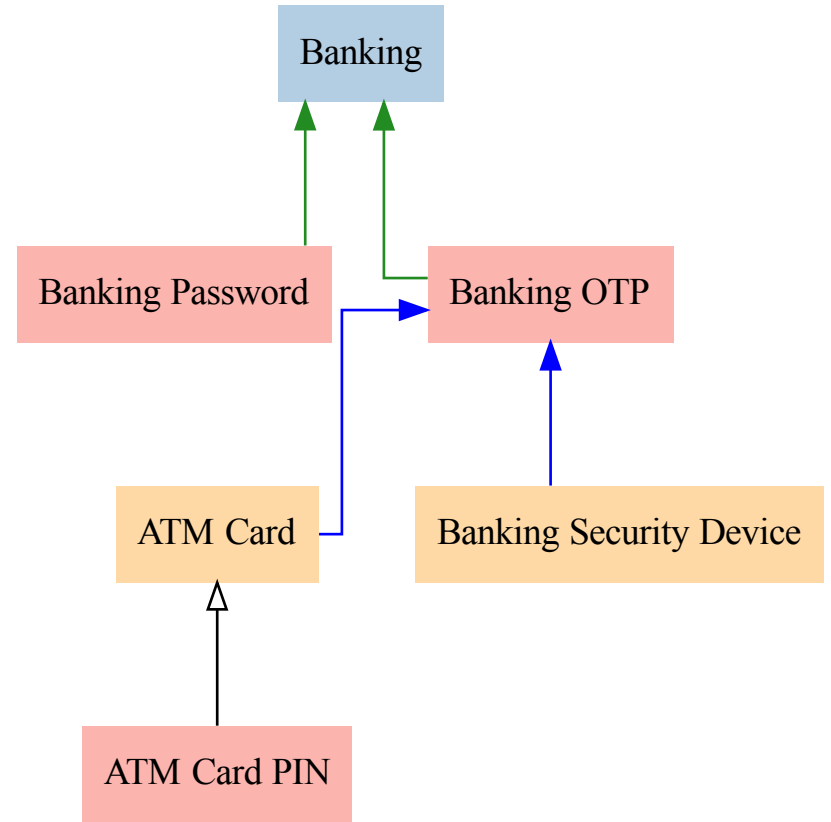 Banking
Banking Password
Banking OTP
ATM Card
Banking Security Device
ATM Card PIN